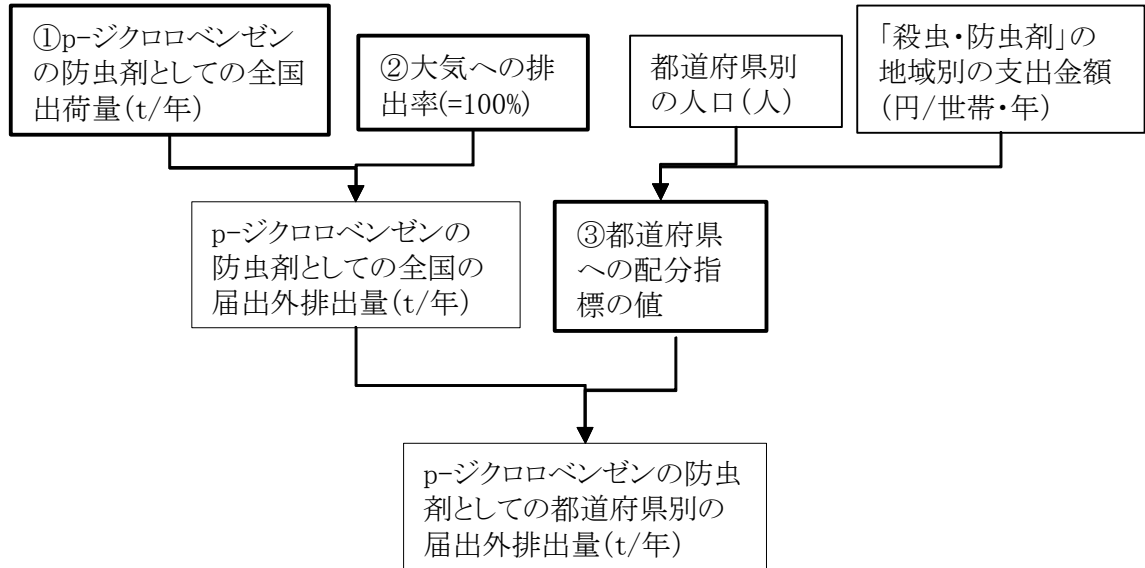 ①p-ジクロロベンゼン
の防虫剤としての全国
出荷量(t/年)
②大気への排
出率(=100%)
都道府県別
の人口(人)
「殺虫・防虫剤」の
地域別の支出金額
(円/世帯・年)
p-ジクロロベンゼンの
防虫剤としての全国の
届出外排出量(t/年)
③都道府県
への配分指
標の値
p-ジクロロベンゼンの防虫
剤としての都道府県別の
届出外排出量(t/年)